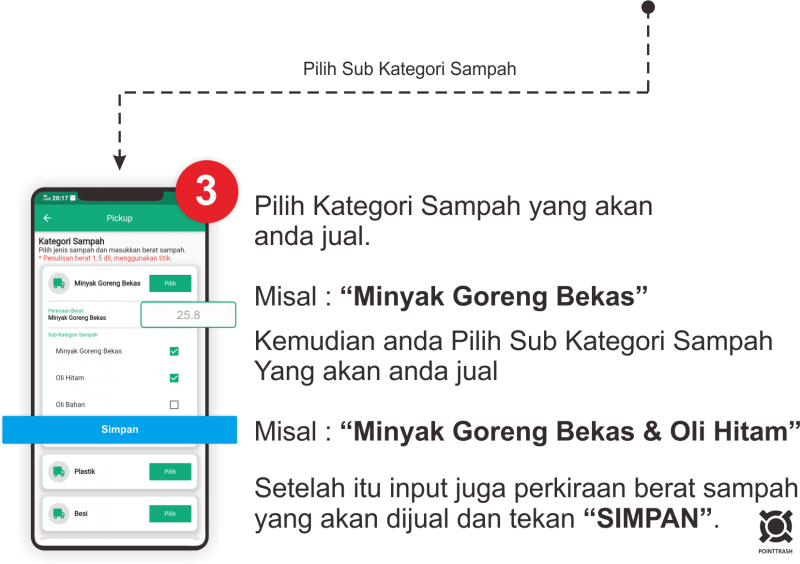 Pilih Sub Kategori Sampah
3
20:17
Pickup
Kategori Sampah
Pilih jenis sampah dan masukkan berat sampah.
* Penulisan berat 1.5 dll, menggunakan titik.
Minyak Goreng Bekas
Pilih
Perkiraan Berat
Minyak Goreng Bekas
25.8
Sub Kategori Sampah
Minyak Goreng Bekas
Oli Hitam
Oli Bahan
Simpan
Plastik
Pilih
Besi
Pilih
Pilih Kategori Sampah yang akan
anda jual.
Misal : “Minyak Goreng Bekas”
Kemudian anda Pilih Sub Kategori Sampah
Yang akan anda jual
Misal : “Minyak Goreng Bekas & Oli Hitam”
Setelah itu input juga perkiraan berat sampah
yang akan dijual dan tekan “SIMPAN”.
POINTTRASH